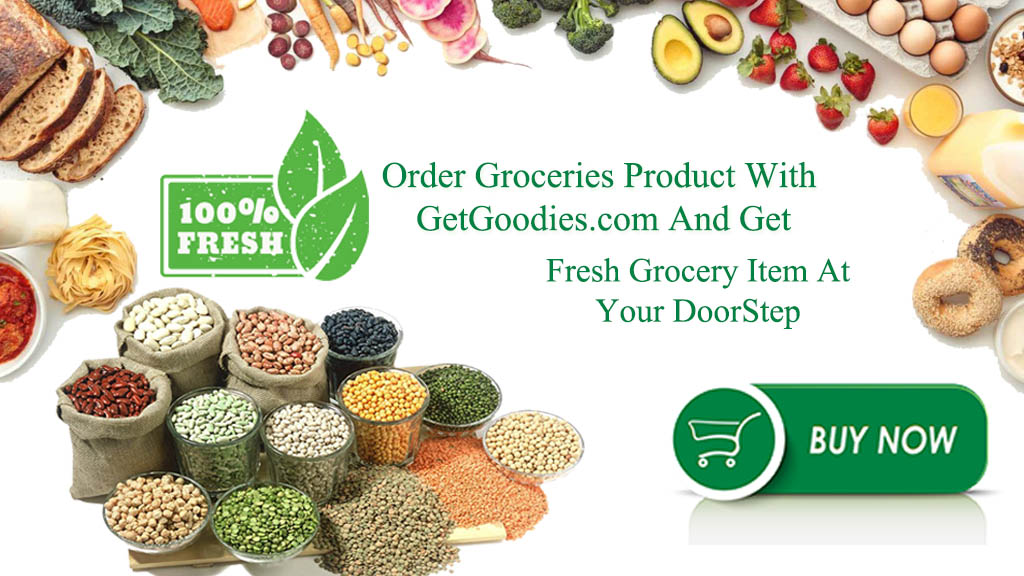 100%
FRESH
Order Groceries Product With
GetGoodies.com And Get
Fresh Grocery Item At
Your DoorStep
BUY NOW